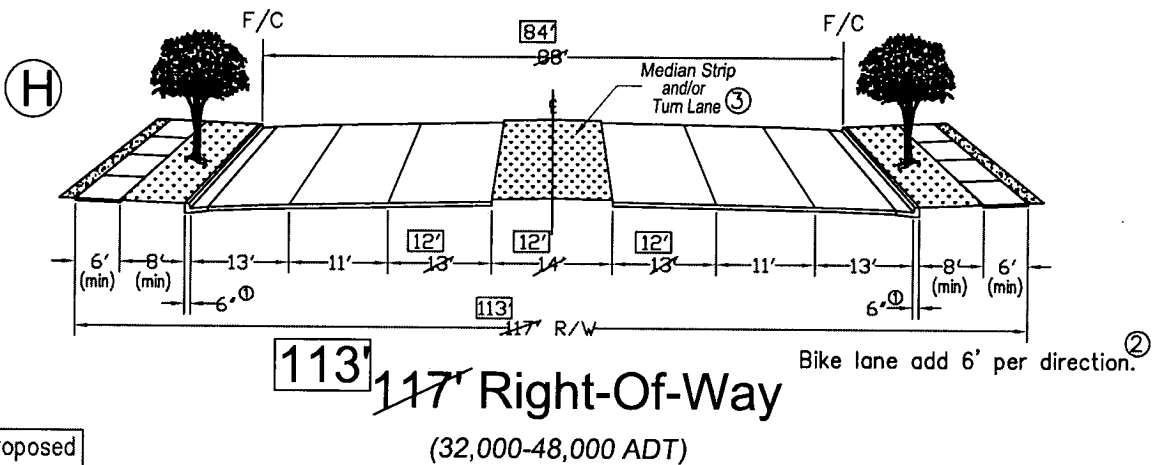 F/C
84'
88'
F/C
H
Median Strip
and/or
Turn Lane ③
℄
12'
12'
12'
6'
(min)
8'
(min)
13'
11'
13'
14'
13'
11'
13'
8'
(min)
6'
(min)
6" ①
6" ①
113'
117' R/W
Bike lane add 6' per direction. ②
113'
117' Right-Of-Way
(32,000-48,000 ADT)
roposed